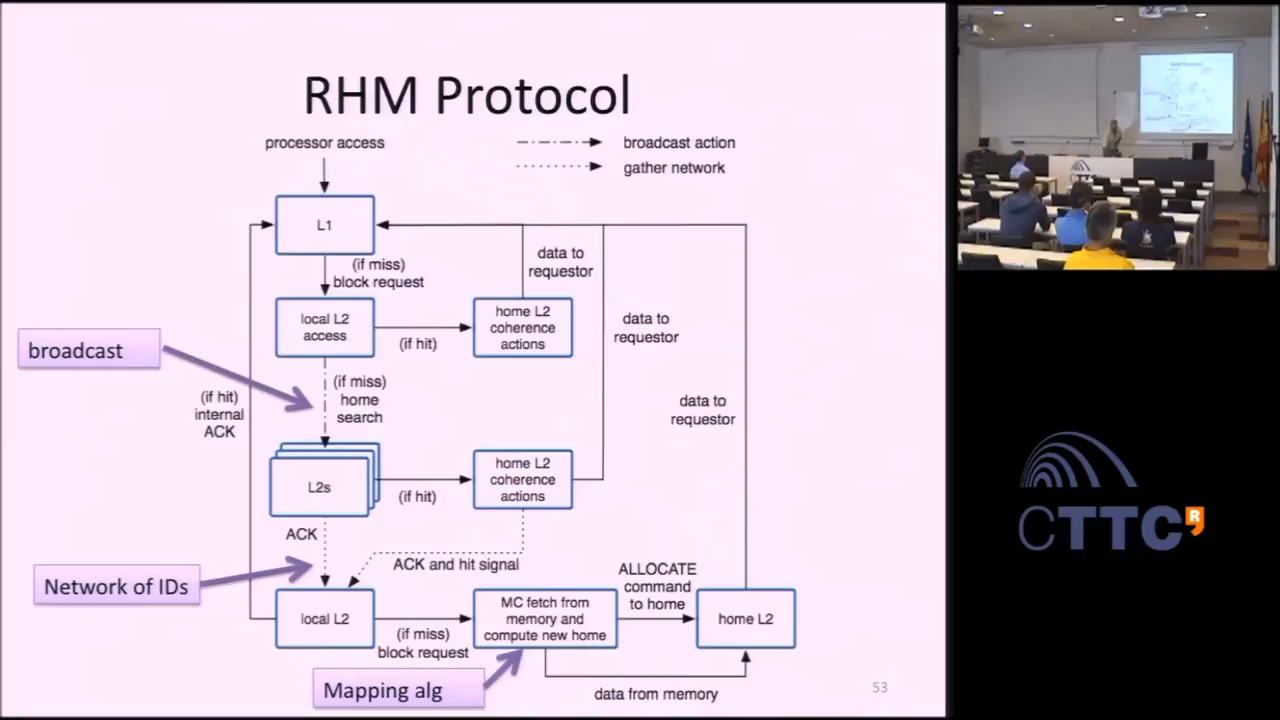 RHM Protocol
processor access
broadcast action
gather network
L1
(if miss)
block request
data to
requestor
local L2
access
(if hit)
home L2
coherence
actions
data to
requestor
broadcast
(if miss)
home
search
(if hit)
internal
ACK
data to
requestor
L2s
(if hit)
home L2
coherence
actions
ACK
ACK and hit signal
Network of IDs
local L2
(if miss)
block request
MC fetch from
memory and
compute new home
ALLOCATE
command
to home
home L2
Mapping alg
data from memory
53
CTTC
CTTC R